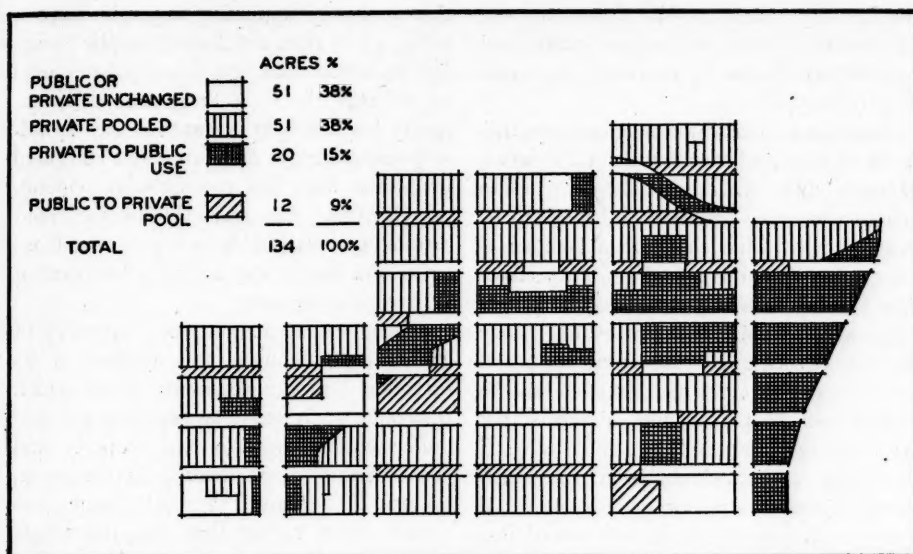 ACRES %
PUBLIC OR
PRIVATE UNCHANGED 51 38%
PRIVATE POOLED 51 38%
PRIVATE TO PUBLIC 20 15%
USE
PUBLIC TO PRIVATE 12 9%
POOL
TOTAL 134 100%